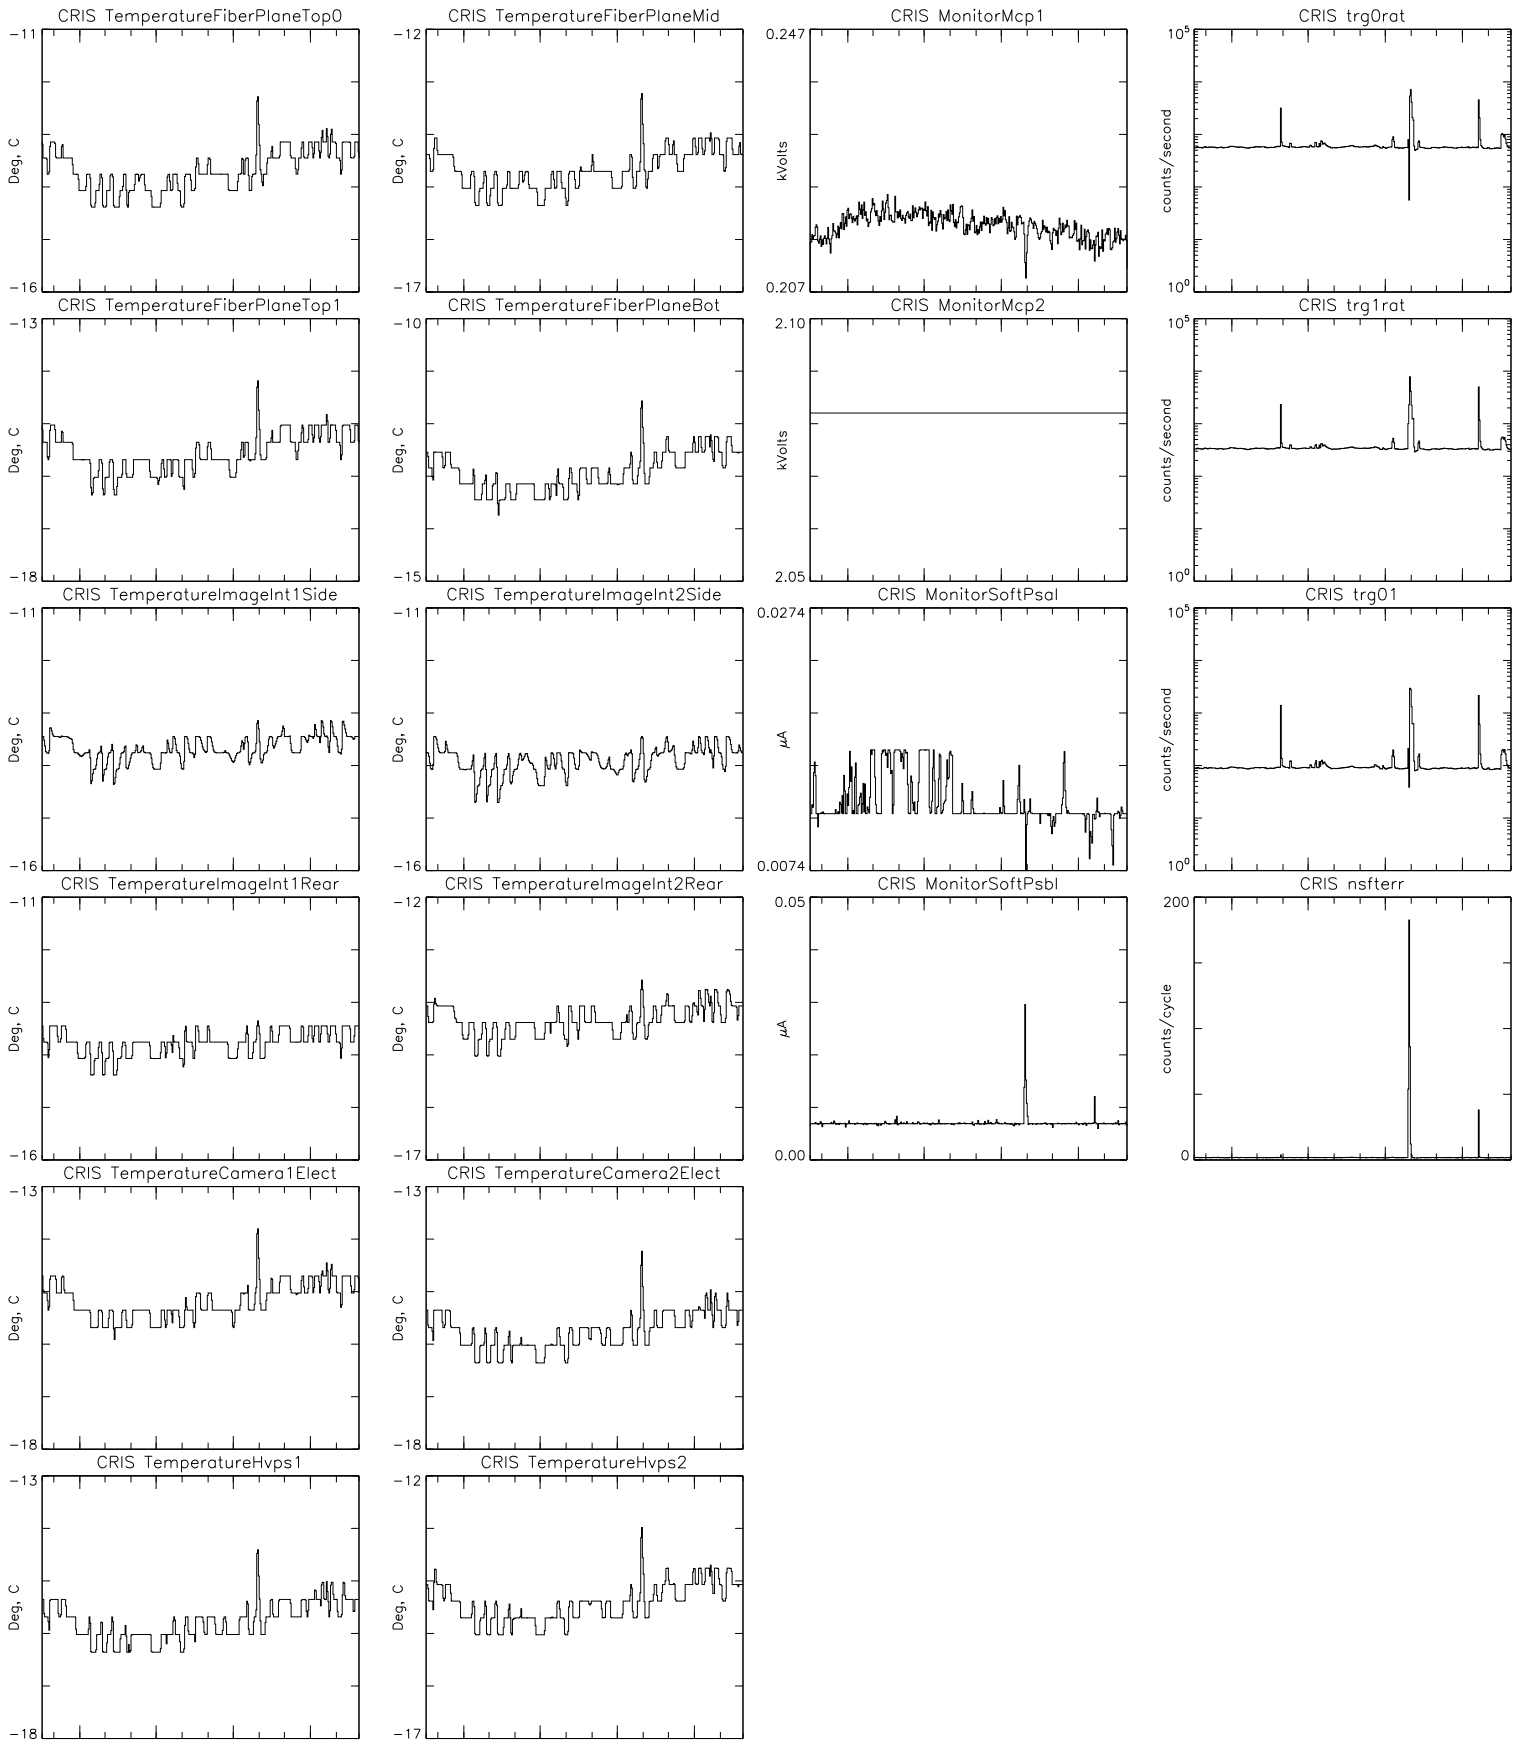 CRIS TemperatureFiberPlaneTop0
-11
Deg, C
-16
CRIS TemperatureFiberPlaneMid
-12
Deg, C
-17
CRIS MonitorMcp1
0.247
kVolts
0.207
CRIS trg0rat
10^5
counts/second
10^0
CRIS TemperatureFiberPlaneTop1
-13
Deg, C
-18
CRIS TemperatureFiberPlaneBot
-10
Deg, C
-15
CRIS MonitorMcp2
2.10
kVolts
2.05
CRIS trg1rat
10^5
counts/second
10^0
CRIS TemperatureImageInt1Side
-11
Deg, C
-16
CRIS TemperatureImageInt2Side
-11
Deg, C
-16
CRIS MonitorSoftPsaI
0.0274
μA
0.0074
CRIS trg01
10^5
counts/second
10^0
CRIS TemperatureImageInt1Rear
-11
Deg, C
-16
CRIS TemperatureImageInt2Rear
-12
Deg, C
-17
CRIS MonitorSoftPsbI
0.05
μA
0.00
CRIS nsfterr
200
counts/cycle
0
CRIS TemperatureCamera1Elect
-13
Deg, C
-18
CRIS TemperatureCamera2Elect
-13
Deg, C
-18
CRIS TemperatureHvps1
-13
Deg, C
-18
CRIS TemperatureHvps2
-12
Deg, C
-17